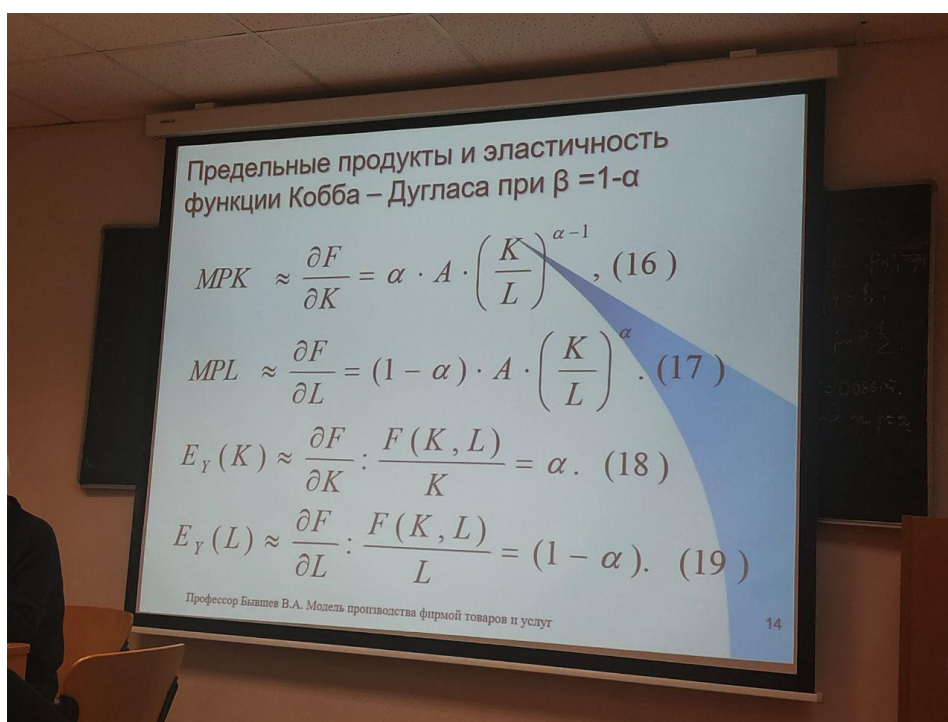 Предельные продукты и эластичность
функции Кобба – Дугласа при β =1-α
MPK ≈ ∂F/∂K = α · A · (K/L)^(α−1) , (16 )
MPL ≈ ∂F/∂L = (1 − α) · A · (K/L)^α . (17 )
E_Y (K) ≈ ∂F/∂K : F (K , L)/K = α . (18 )
E_Y (L) ≈ ∂F/∂L : F (K , L)/L = (1 − α ). (19 )
Профессор Бывшев В.А. Модель производства фирмой товаров и услуг
14